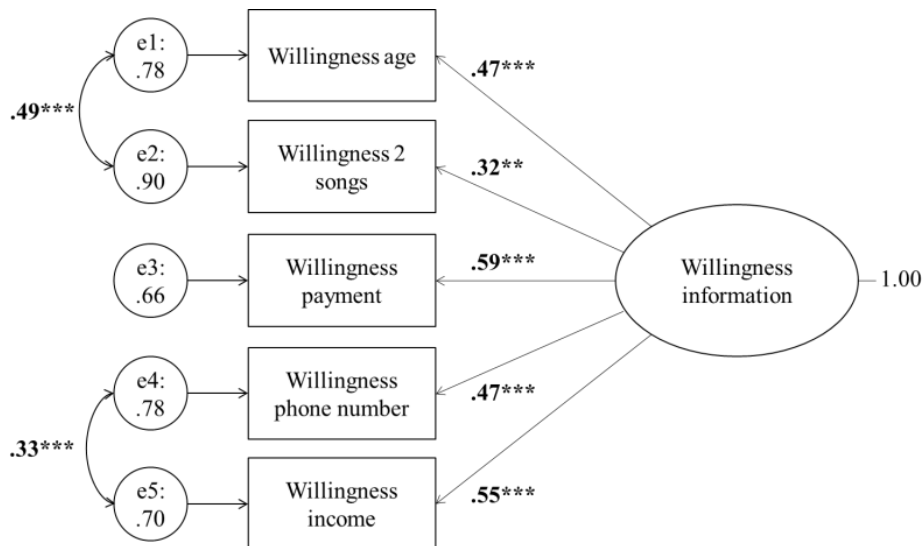 e1:
.78
Willingness age
.47***
.49***
e2:
.90
Willingness 2
songs
.32**
e3:
.66
Willingness
payment
.59***
Willingness
information
1.00
e4:
.78
Willingness
phone number
.47***
.33***
e5:
.70
Willingness
income
.55***